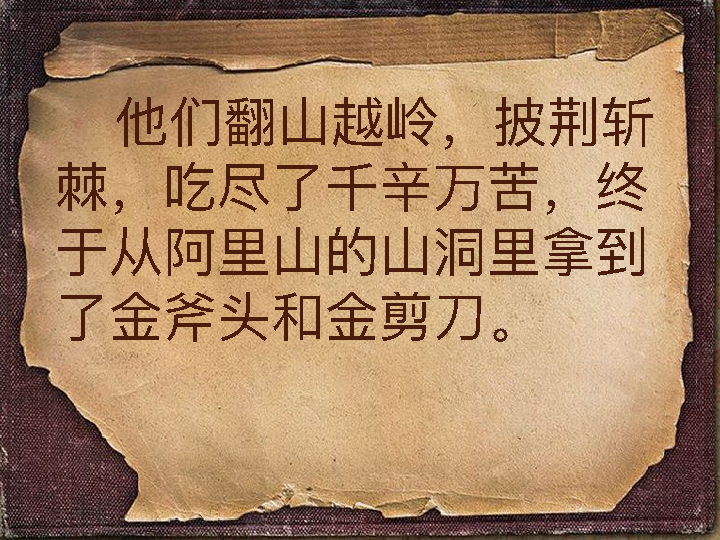 他们翻山越岭，披荆斩
棘，吃尽了千辛万苦，终
于从阿里山的山洞里拿到
了金斧头和金剪刀。